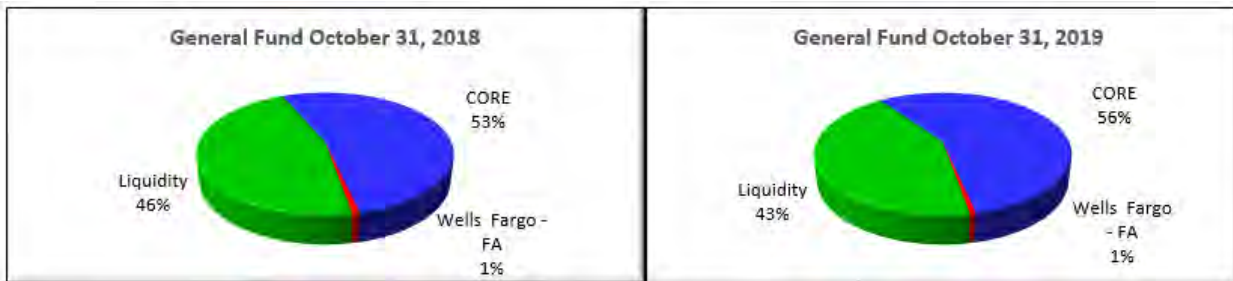 General Fund October 31, 2018
CORE
53%
Liquidity
46%
Wells Fargo -
FA
1%
General Fund October 31, 2019
CORE
56%
Liquidity
43%
Wells Fargo
- FA
1%